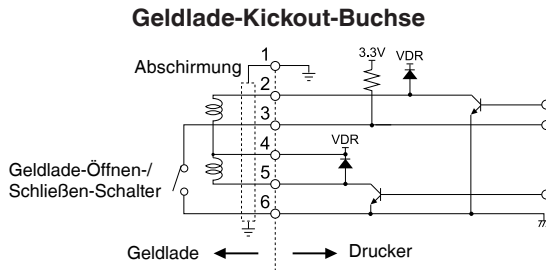 Geldlade-Kickout-Buchse
Abschirmung
1
2
3
4
5
6
3.3V
VDR
VDR
Geldlade-Öffnen-/
Schließen-Schalter
Geldlade
Drucker